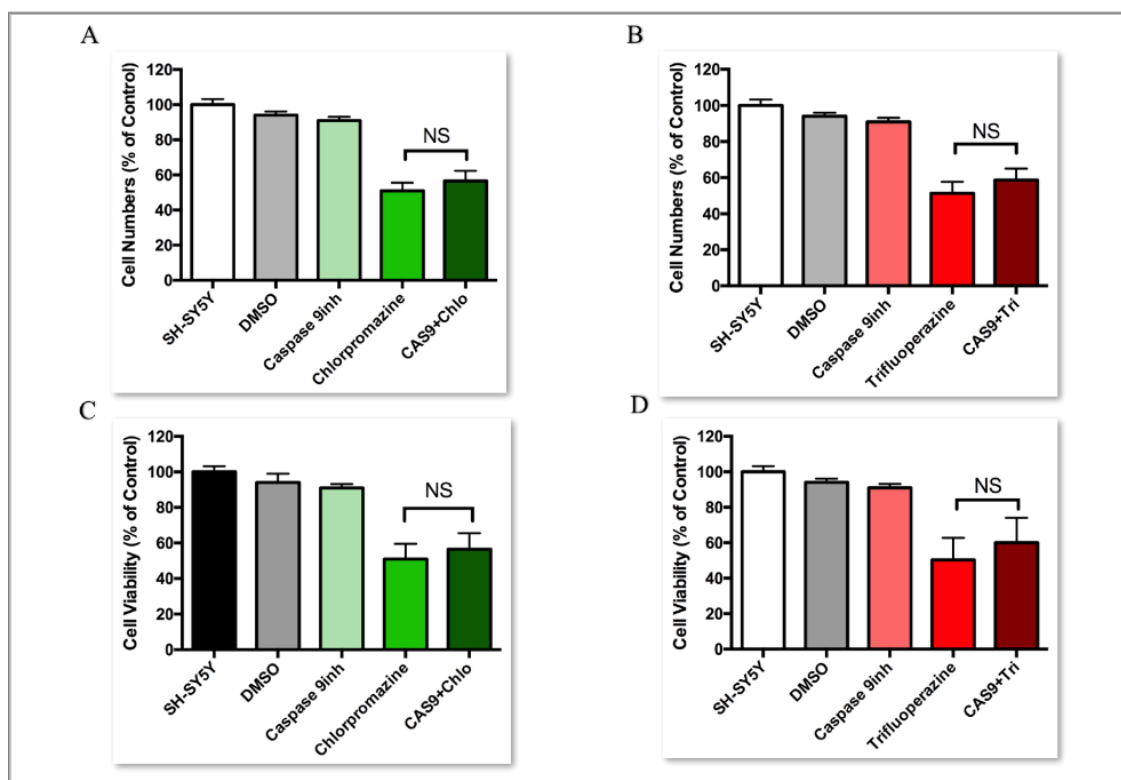 A
Cell Numbers (% of Control)
120
100
80
60
40
20
0
NS
SH-SY5Y
DMSO
Caspase 9inh
Chlorpromazine
CAS9+Chlo
B
Cell Numbers (% of Control)
120
100
80
60
40
20
0
NS
SH-SY5Y
DMSO
Caspase 9inh
Trifluoperazine
CAS9+Tri
C
Cell Viability (% of Control)
120
100
80
60
40
20
0
NS
SH-SY5Y
DMSO
Caspase 9inh
Chlorpromazine
CAS9+Chlo
D
Cell Viability (% of Control)
120
100
80
60
40
20
0
NS
SH-SY5Y
DMSO
Caspase 9inh
Trifluoperazine
CAS9+Tri